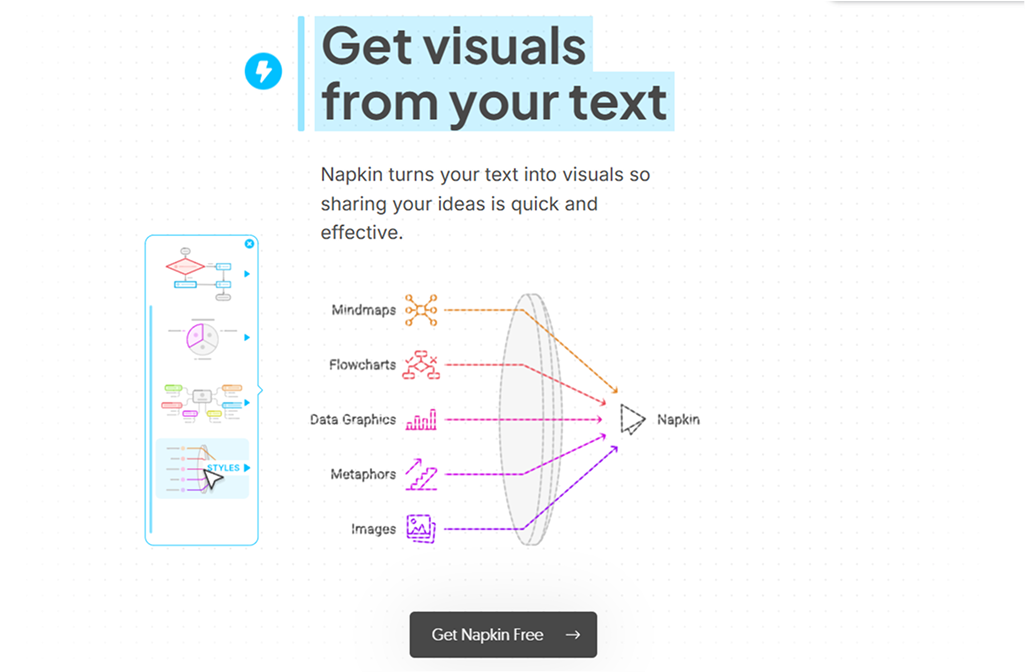 Get visuals
from your text
Napkin turns your text into visuals so
sharing your ideas is quick and
effective.
STYLES
Mindmaps
Flowcharts
Data Graphics
Metaphors
Images
Napkin
Get Napkin Free →